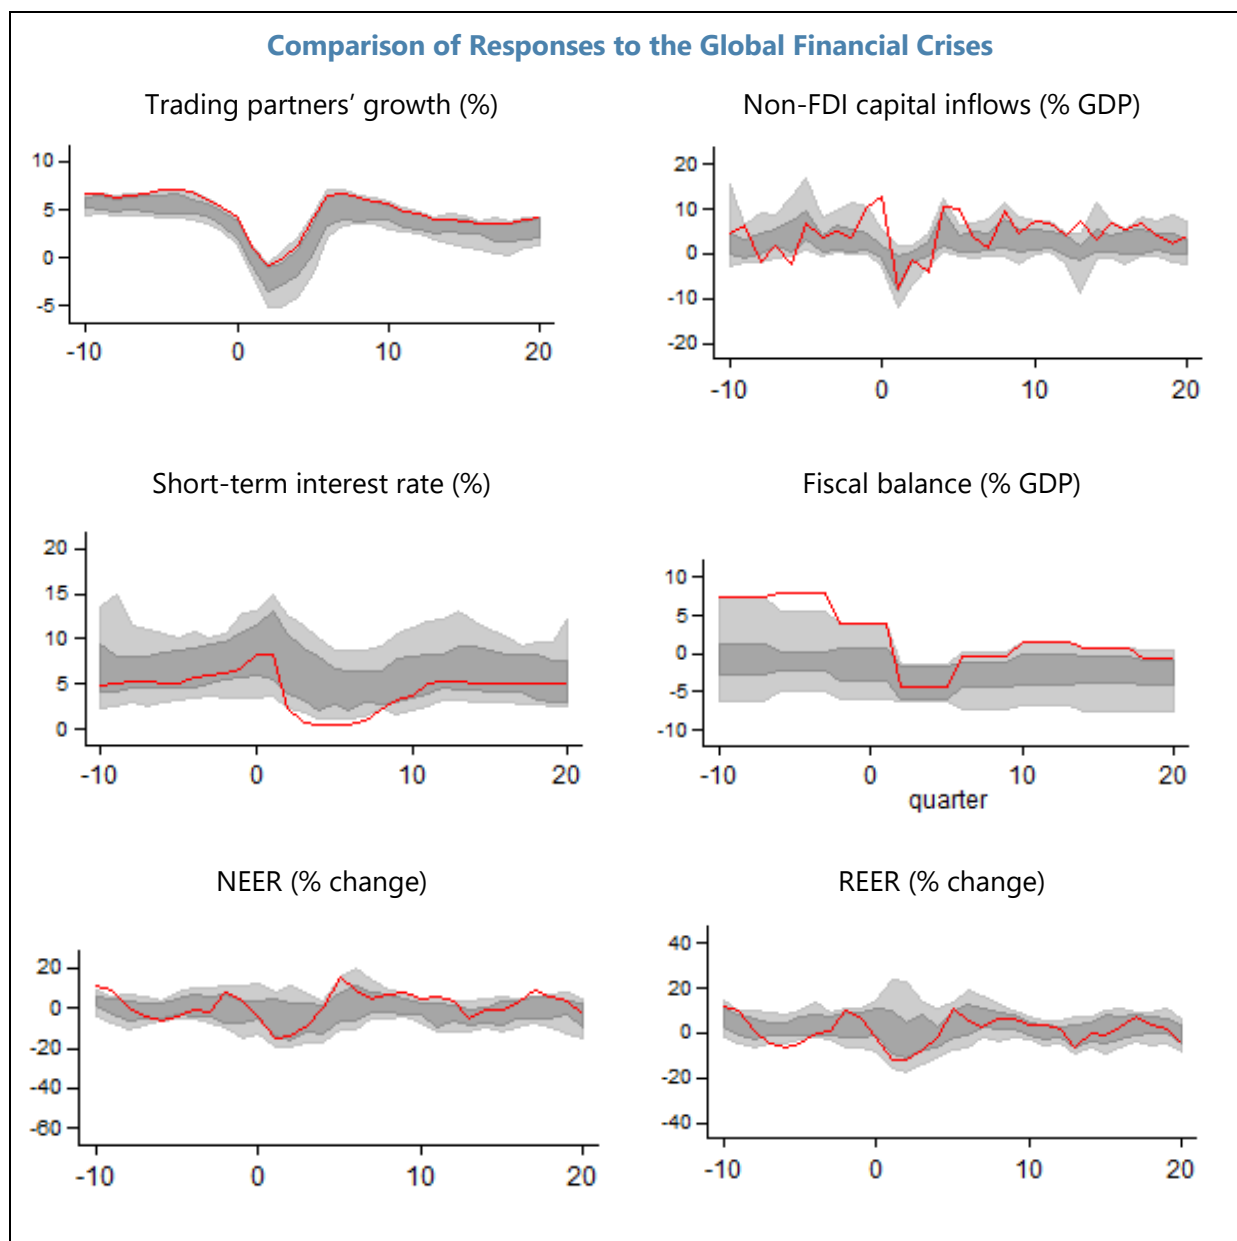 Comparison of Responses to the Global Financial Crises
Trading partners' growth (%)
10
5
0
-5
-10 0 10 20
Non-FDI capital inflows (% GDP)
20
10
0
-10
-20
-10 0 10 20
Short-term interest rate (%)
20
15
10
5
0
-10 0 10 20
Fiscal balance (% GDP)
10
5
0
-5
-10
-10 0 10 20
quarter
NEER (% change)
20
0
-20
-40
-60
-10 0 10 20
REER (% change)
40
20
0
-20
-40
-10 0 10 20